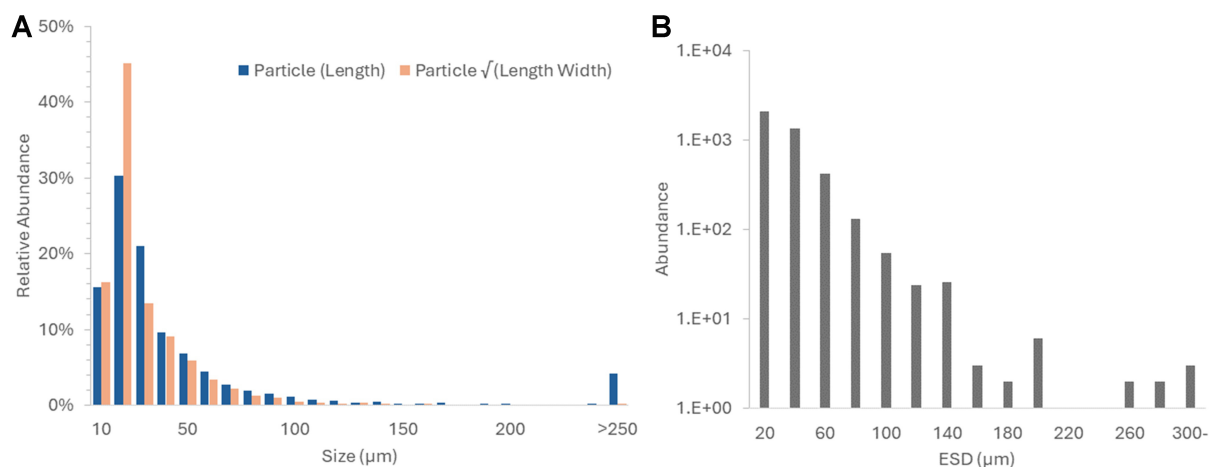 A
50%
40%
30%
20%
10%
0%
Relative Abundance
Particle (Length)
Particle √(Length Width)
10 50 100 150 200 >250
Size (µm)
B
1.E+04
1.E+03
1.E+02
1.E+01
1.E+00
Abundance
20 60 100 140 180 220 260 300-
ESD (µm)